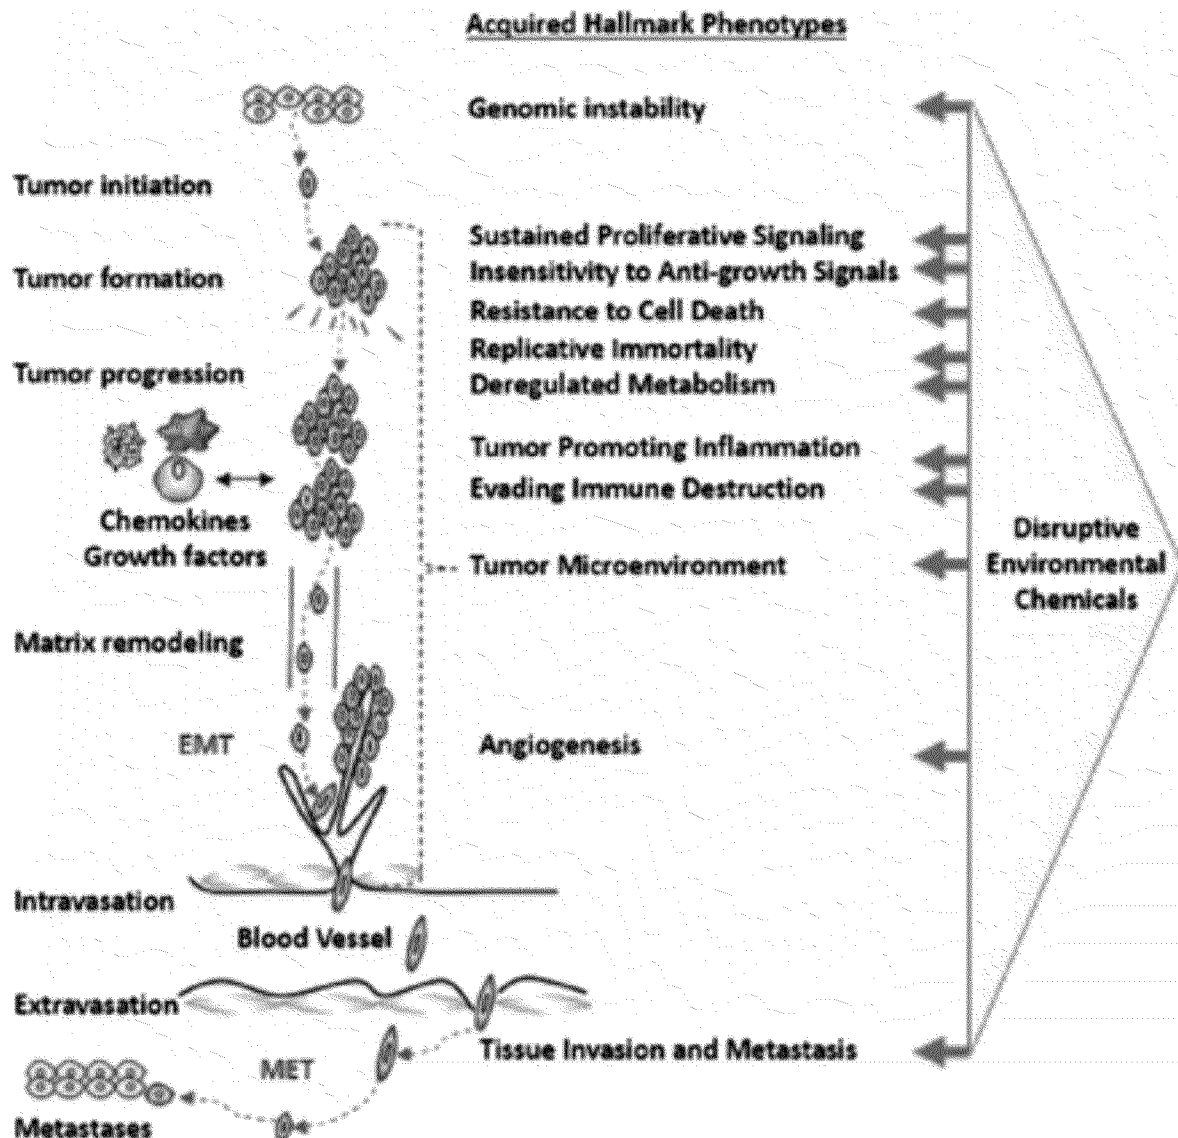 Acquired Hallmark Phenotypes
Genomic instability
Tumor initiation
Sustained Proliferative Signaling
Tumor formation
Insensitivity to Anti-growth Signals
Resistance to Cell Death
Replicative Immortality
Tumor progression
Deregulated Metabolism
Tumor Promoting Inflammation
Evading Immune Destruction
Chemokines
Growth factors
Tumor Microenvironment
Disruptive
Environmental
Chemicals
Matrix remodeling
EMT
Angiogenesis
Intravasation
Blood Vessel
Extravasation
Tissue Invasion and Metastasis
MET
Metastases